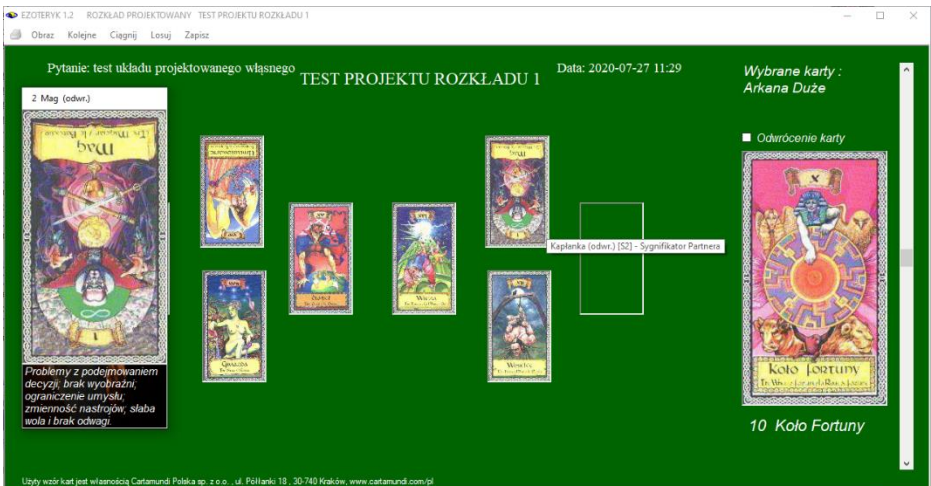 EZOTERYK 1.2 ROZKŁAD PROJEKTOWANY TEST PROJEKTU ROZKŁADU 1
Obraz Kolejne Ciągnij Losuj Zapisz
Pytanie: test układu projektowanego własnego
TEST PROJEKTU ROZKŁADU 1
Data: 2020-07-27 11:29
Wybrane karty :
Arkana Duże
2 Mag (odwr.)
Mag
I
Problemy z podejmowaniem
decyzji; brak wyobraźni;
ograniczenie umysłu;
zmienność nastrojów; słaba
wola i brak odwagi.
Gwiazda
Mag
Kapłanka (odwr.) [S2] - Sygnifikator Partnera
Odwrócenie karty
X
Koło Fortuny
10 Koło Fortuny
Użyty wzór kart jest własnością Cartamundi Polska sp. z o.o. , ul. Półłanki 18 , 30-740 Kraków, www.cartamundi.com/pl